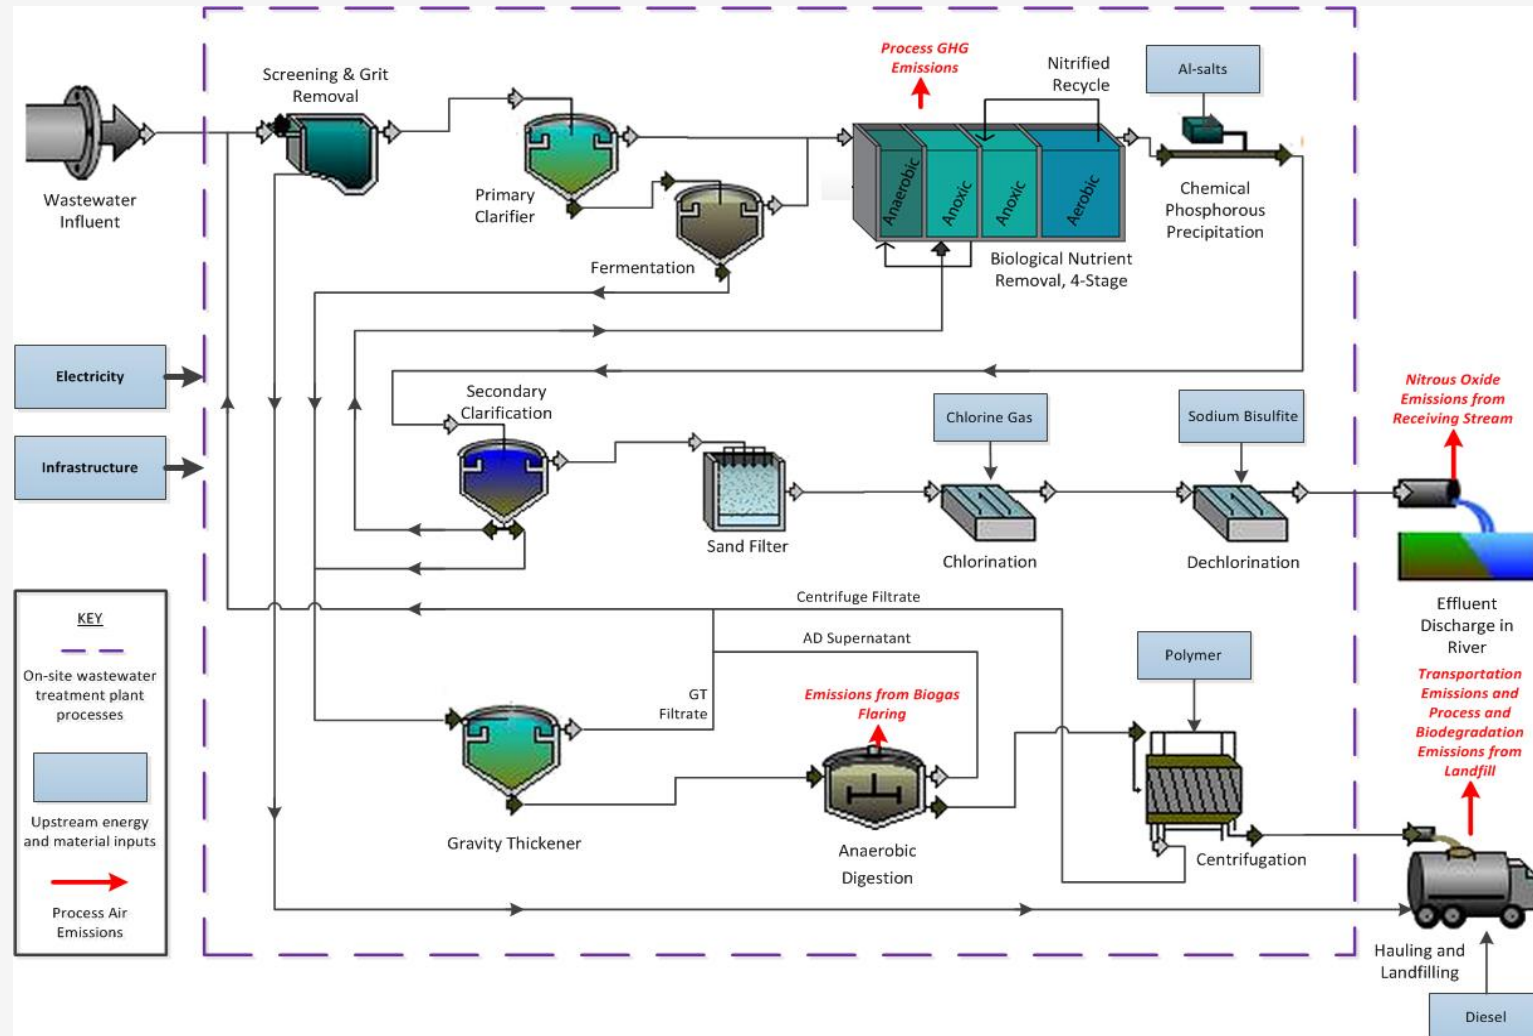 Wastewater
Influent
Screening & Grit
Removal
Primary
Clarifier
Fermentation
Process GHG
Emissions
Nitrified
Recycle
Al-salts
Anaerobic
Anoxic
Anoxic
Aerobic
Biological Nutrient
Removal, 4-Stage
Chemical
Phosphorous
Precipitation
Electricity
Infrastructure
Secondary
Clarification
Sand Filter
Chlorine Gas
Chlorination
Sodium Bisulfite
Dechlorination
Nitrous Oxide
Emissions from
Receiving Stream
Effluent
Discharge in
River
Centrifuge Filtrate
AD Supernatant
GT
Filtrate
Gravity Thickener
Emissions from Biogas
Flaring
Anaerobic
Digestion
Polymer
Centrifugation
Transportation
Emissions and
Process and
Biodegradation
Emissions from
Landfill
Hauling and
Landfilling
Diesel
KEY
On-site wastewater
treatment plant
processes
Upstream energy
and material inputs
Process Air
Emissions